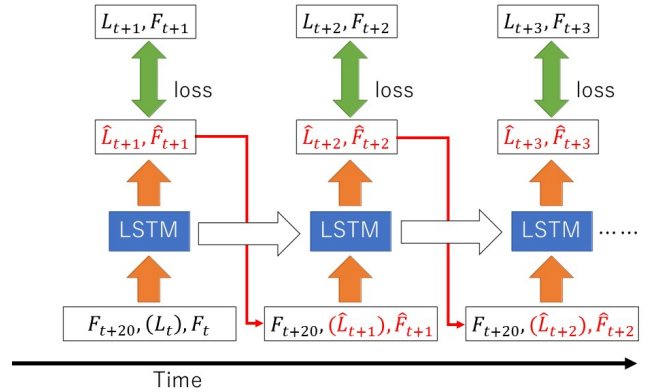 L_{t+1}, F_{t+1} L_{t+2}, F_{t+2} L_{t+3}, F_{t+3}
loss loss loss
L̂_{t+1}, F̂_{t+1} L̂_{t+2}, F̂_{t+2} L̂_{t+3}, F̂_{t+3}
LSTM LSTM LSTM ……
F_{t+20}, (L_t), F_t F_{t+20}, (L̂_{t+1}), F̂_{t+1} F_{t+20}, (L̂_{t+2}), F̂_{t+2}
Time